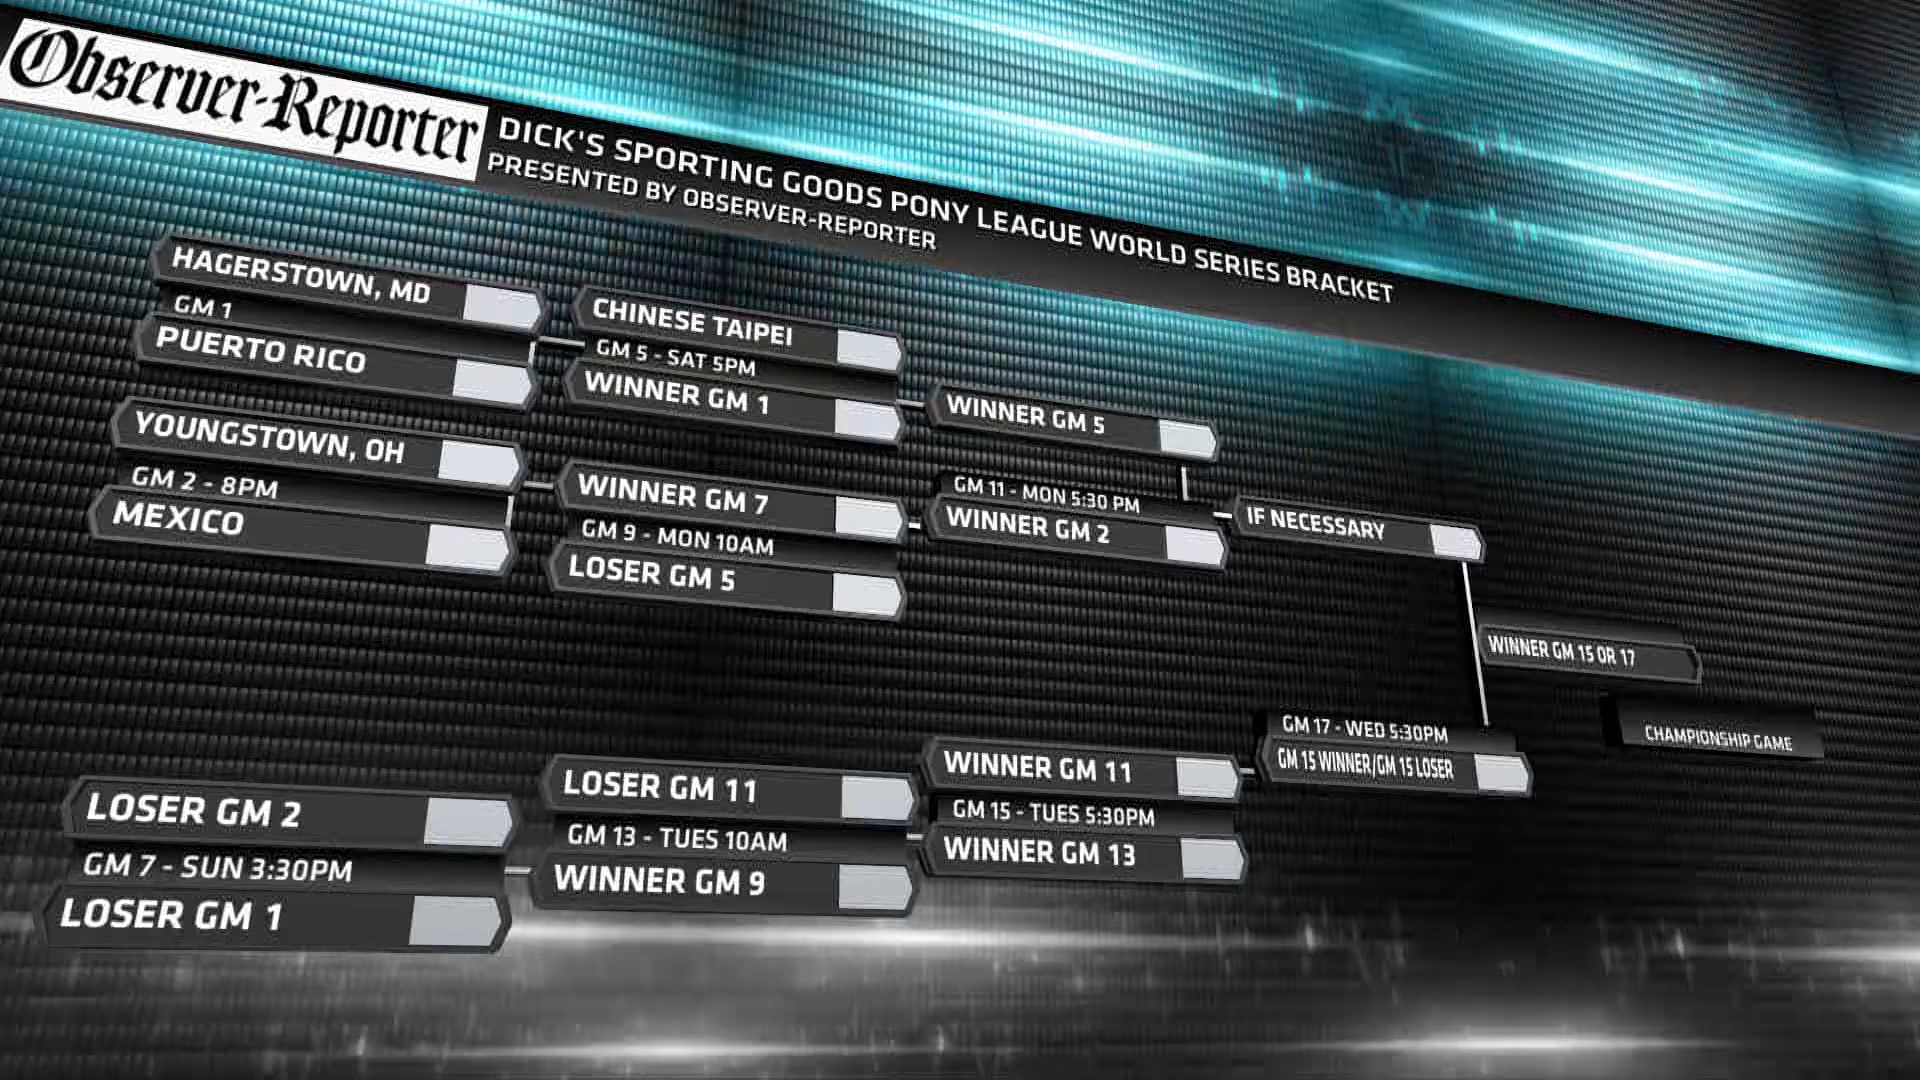 Observer-Reporter
DICK'S SPORTING GOODS PONY LEAGUE WORLD SERIES BRACKET
PRESENTED BY OBSERVER-REPORTER
HAGERSTOWN, MD
GM 1
PUERTO RICO
YOUNGSTOWN, OH
GM 2 - 8PM
MEXICO
CHINESE TAIPEI
GM 5 - SAT 5PM
WINNER GM 1
WINNER GM 7
GM 9 - MON 10AM
LOSER GM 5
WINNER GM 5
GM 11 - MON 5:30 PM
WINNER GM 2
IF NECESSARY
WINNER GM 15 OR 17
CHAMPIONSHIP GAME
LOSER GM 2
GM 7 - SUN 3:30PM
LOSER GM 1
LOSER GM 11
GM 13 - TUES 10AM
WINNER GM 9
WINNER GM 11
GM 15 - TUES 5:30PM
WINNER GM 13
GM 17 - WED 5:30PM
GM 15 WINNER/GM 15 LOSER